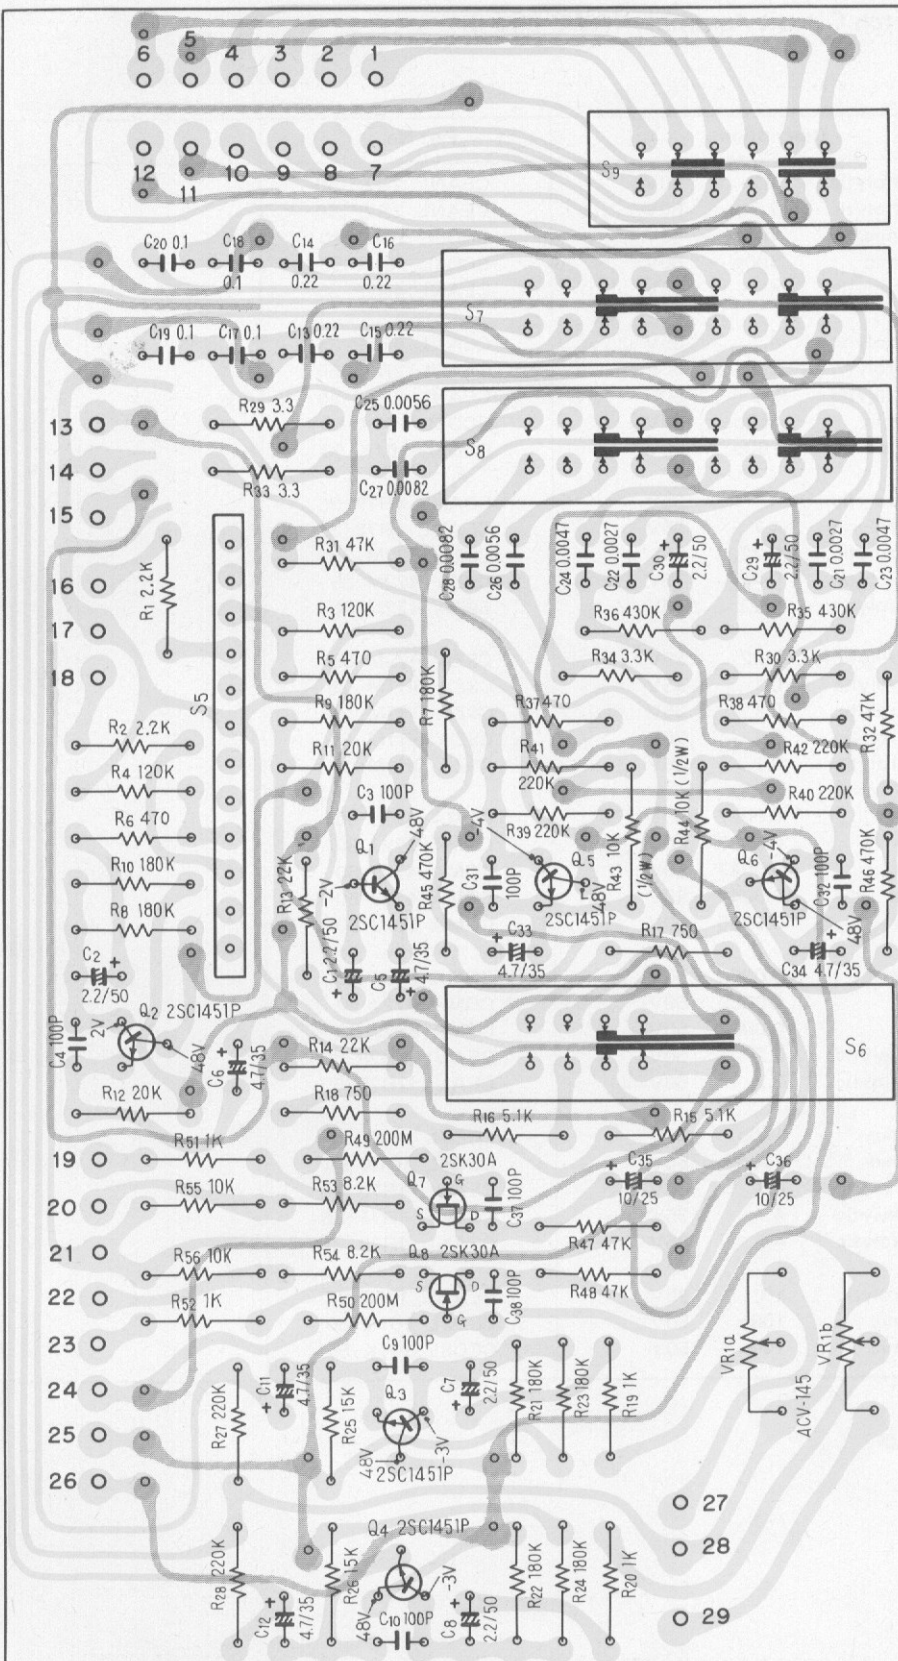 6 5 4 3 2 1
12 11 10 9 8 7
S9
C20 0.1 C18 0.1 C14 0.22 C16 0.22
S7
C19 0.1 C17 0.1 C13 0.22 C15 0.22
13 R29 3.3 C25 0.0056
S8
14 R33 3.3 C27 0.0082
15
R1 2.2K
R31 47K
C28 0.0082
C26 0.0056
C24 0.0047
C22 0.0027
C30 + 2.2/50
C29 + 2.2/50
C21 0.0027
C23 0.0047
16
17 R3 120K R36 430K R35 430K
18 S5 R5 470 R7 180K R34 3.3K R30 3.3K
R9 180K R37 470 R38 470 R32 47K
R2 2.2K R11 20K R41 220K R42 220K
R4 120K C3 100P R39 220K R40 220K
R43 10K (1/2W)
R44 10K (1/2W)
R6 470 Q1 48V -4V Q5 Q6 -4V
R10 180K R13 22K -2V R45 470K C31 100P 48V C32 100P R46 470K
2SC1451P 2SC1451P 2SC1451P 48V
R8 180K
R17 750
C2 + 2.2/50 C1 + 2.2/50 C5 + 4.7/35 + C33 4.7/35 C34 + 4.7/35
Q2 2SC1451P
C4 100P 2V 48V C6 + 4.7/35
S6
R14 22K
R12 20K R18 750 R16 5.1K R15 5.1K
19 R51 1K R49 200M 2SK30A
Q7 G S D C37 100P + C35 10/25 + C36 10/25
20 R55 10K R53 8.2K
R47 47K
21 R56 10K R54 8.2K Q8 2SK30A
S D G C38 100P R48 47K
22 R52 1K R50 200M
VR1a VR1b
ACV-145
23 C9 100P
24 R27 220K C11 + 4.7/35 R25 15K Q3 C7 + 2.2/50 R21 180K R23 180K R19 1K
25 48V -3V
2SC1451P
26
27
Q4 2SC1451P
28
R28 220K C12 + 4.7/35 R26 15K 48V -3V C10 100P C8 + 2.2/50 R22 180K R24 180K R20 1K
29